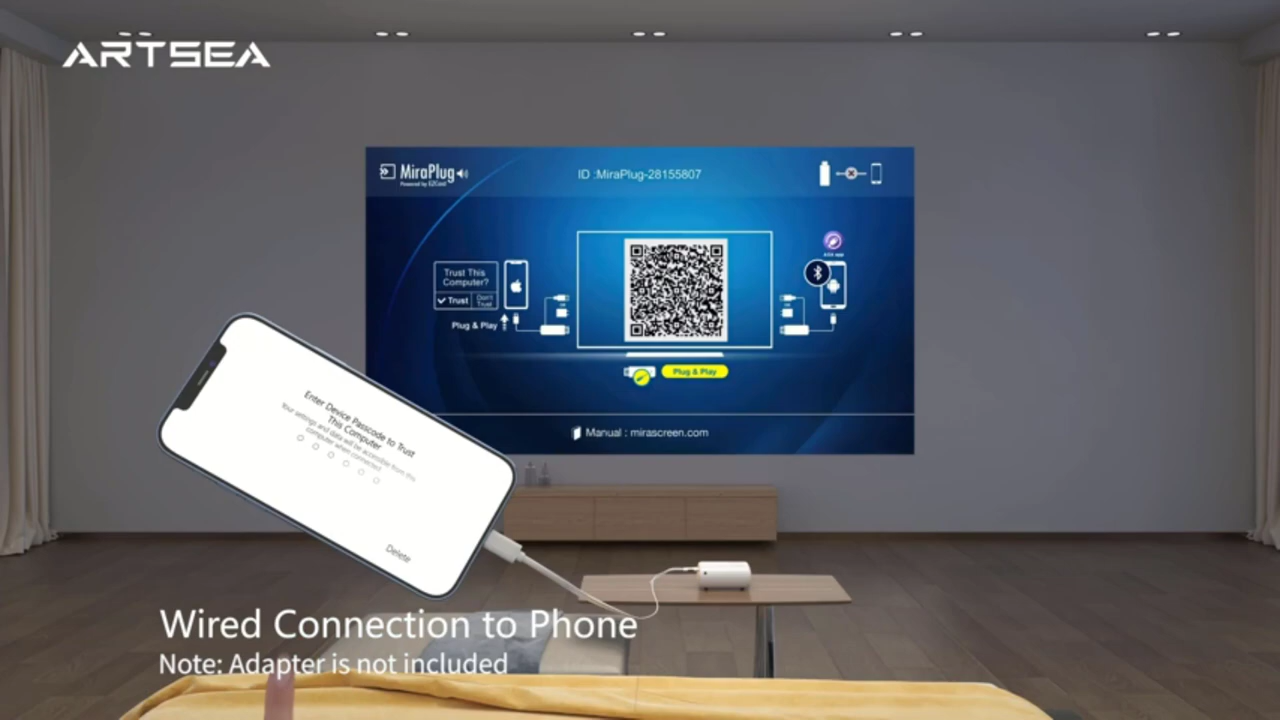 ARTSEA
MiraPlug
Powered by EZCast
ID :MiraPlug-28155807
Trust This
Computer?
Trust
Don't
Trust
Plug & Play
Plug & Play
Manual : mirascreen.com
Enter Device Passcode to Trust
This Computer
Your settings and data will be accessible from this
computer when connected
Delete
Wired Connection to Phone
Note: Adapter is not included